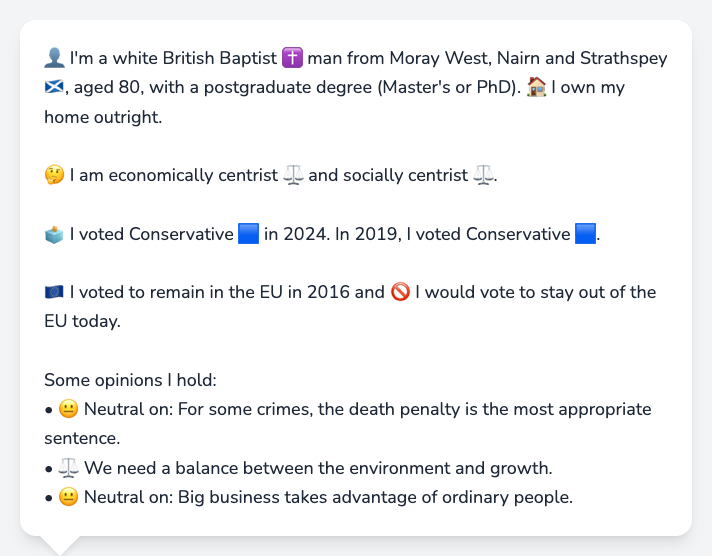 👤 I'm a white British Baptist ✝️ man from Moray West, Nairn and Strathspey
🏴󠁧󠁢󠁳󠁣󠁴󠁿, aged 80, with a postgraduate degree (Master's or PhD). 🏠 I own my
home outright.
🤔 I am economically centrist ⚖️ and socially centrist ⚖️.
🗳️ I voted Conservative 🟦 in 2024. In 2019, I voted Conservative 🟦.
🇪🇺 I voted to remain in the EU in 2016 and 🚫 I would vote to stay out of the
EU today.
Some opinions I hold:
• 😐 Neutral on: For some crimes, the death penalty is the most appropriate
sentence.
• ⚖️ We need a balance between the environment and growth.
• 😐 Neutral on: Big business takes advantage of ordinary people.